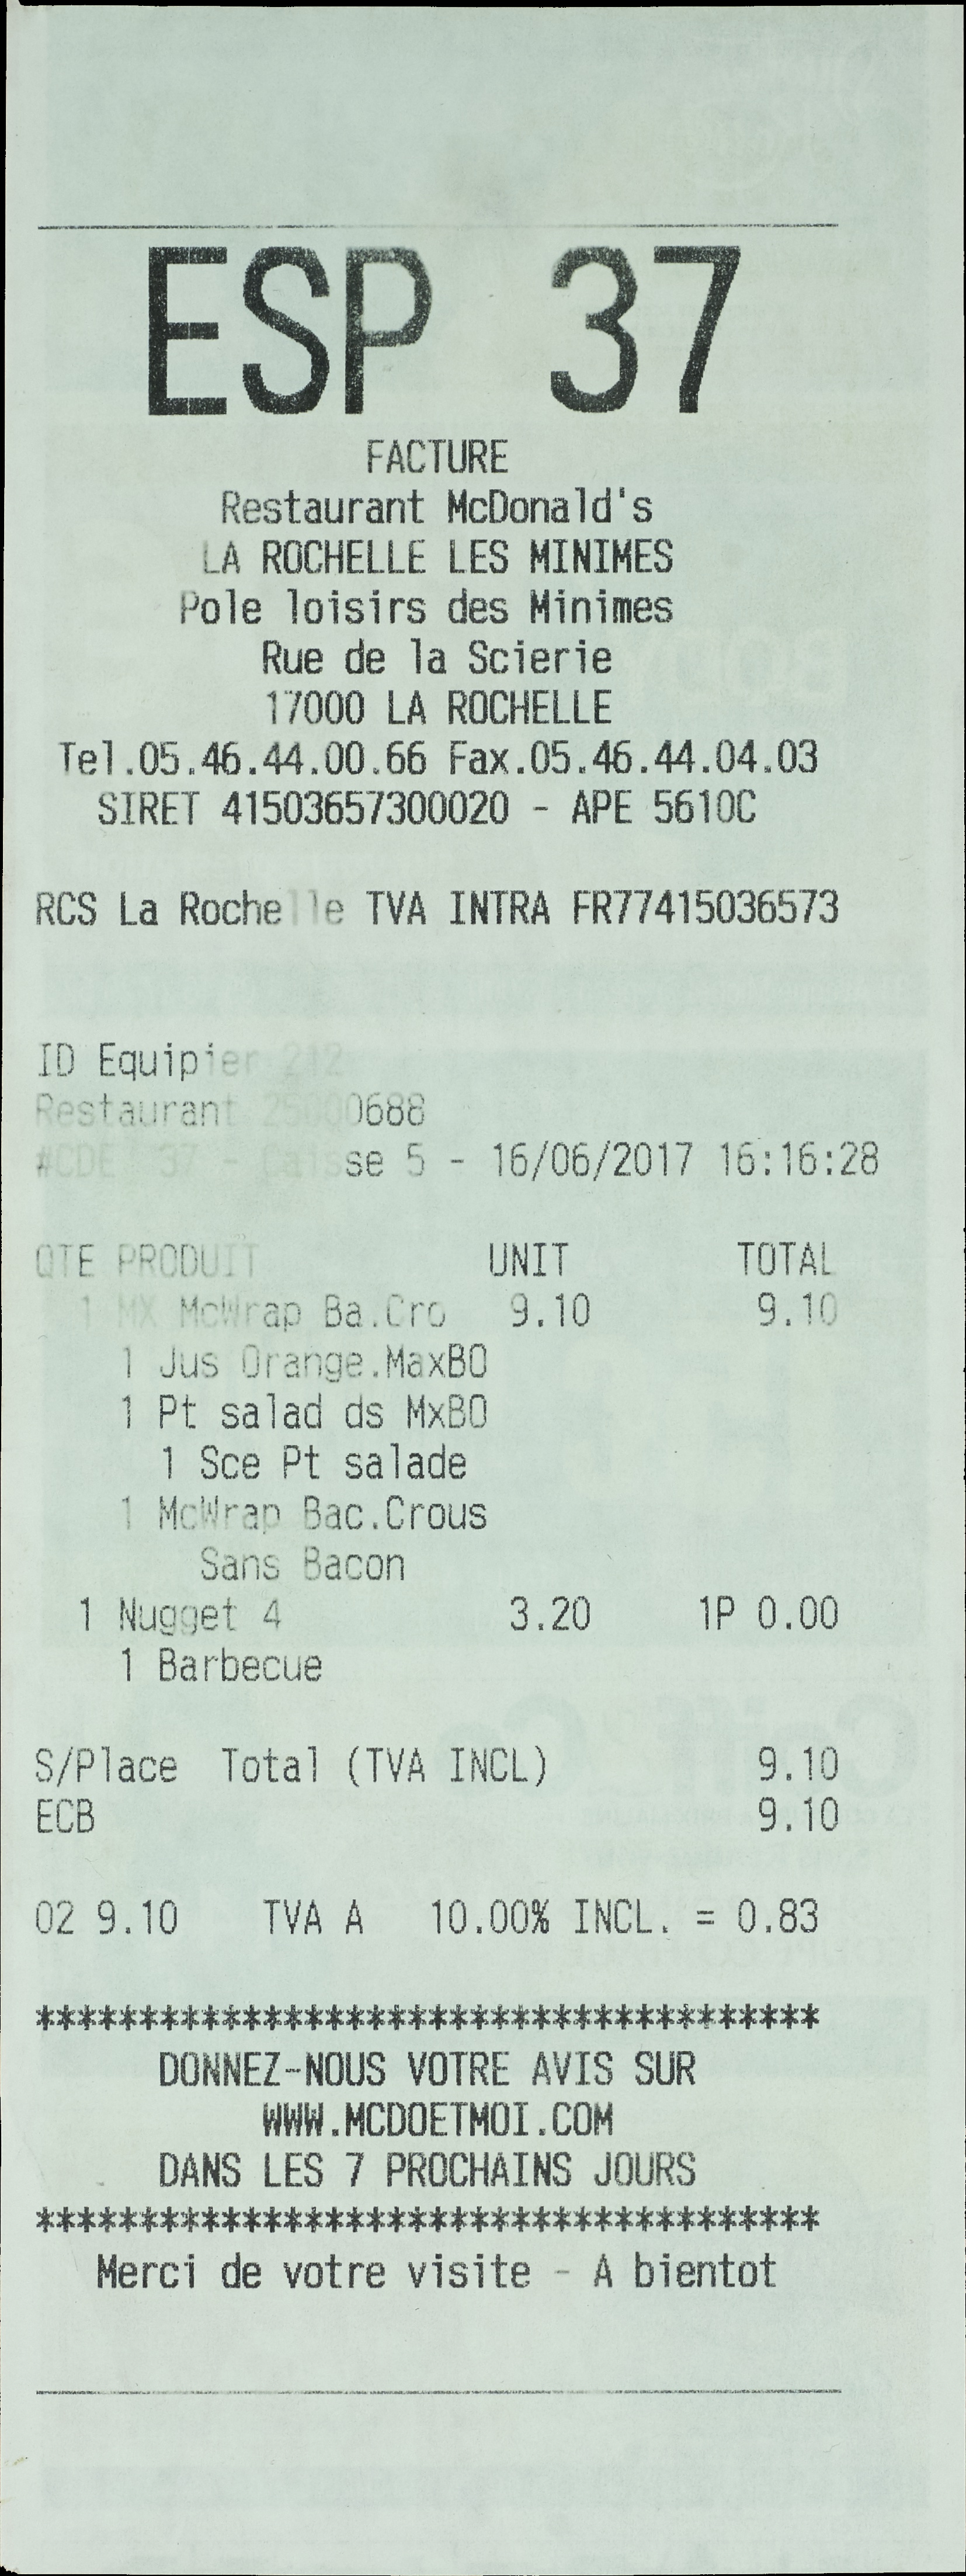 ESP 37
FACTURE
Restaurant McDonald's
LA ROCHELLE LES MINIMES
Pole loisirs des Minimes
Rue de la Scierie
17000 LA ROCHELLE
Tel.05.46.44.00.66 Fax.05.46.44.04.03
SIRET 41503657300020 - APE 5610C
RCS La Rochelle TVA INTRA FR77415036573
ID Equipier 212
Restaurant 25000688
#CDE 37 - Caisse 5 - 16/06/2017 16:16:28
QTE PRODUIT UNIT TOTAL
1 MX McWrap Ba.Cro 9.10 9.10
1 Jus Orange.MaxBO
1 Pt salad ds MxBO
1 Sce Pt salade
1 McWrap Bac.Crous
Sans Bacon
1 Nugget 4 3.20 1P 0.00
1 Barbecue
S/Place Total (TVA INCL) 9.10
ECB 9.10
02 9.10 TVA A 10.00% INCL. = 0.83
**************************************
DONNEZ-NOUS VOTRE AVIS SUR
WWW.MCDOETMOI.COM
DANS LES 7 PROCHAINS JOURS
**************************************
Merci de votre visite - A bientot